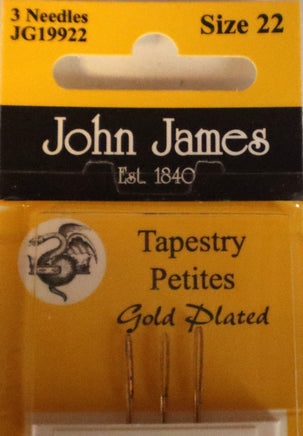 3 Needles
JG19922
Size 22
John James
Est. 1840
Tapestry
Petites
Gold Plated